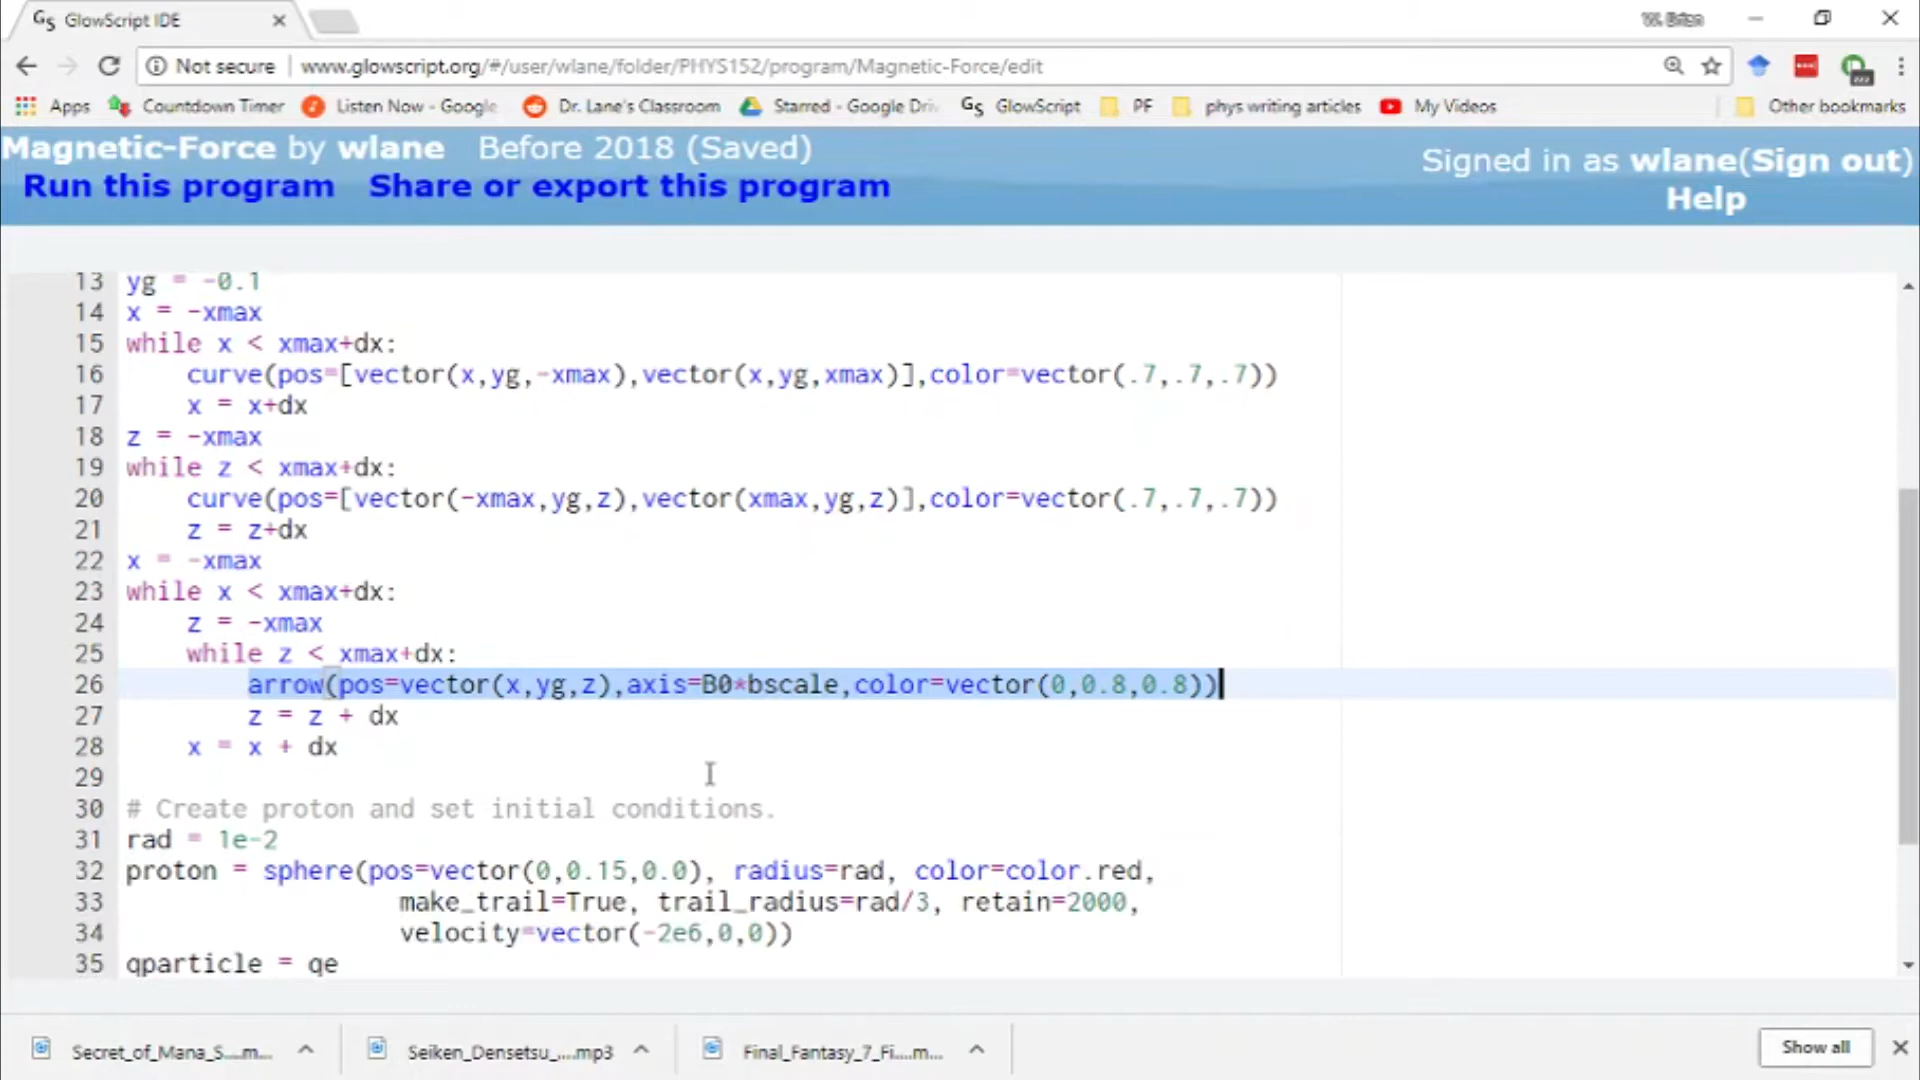 GlowScript IDE
W. Brian
Not secure | www.glowscript.org/#/user/wlane/folder/PHYS152/program/Magnetic-Force/edit
Apps Countdown Timer Listen Now - Google Dr. Lane's Classroom Starred - Google Driv GlowScript PF phys writing articles My Videos Other bookmarks
Magnetic-Force by wlane Before 2018 (Saved)
Signed in as wlane(Sign out)
Run this program Share or export this program
Help
13 yg = -0.1
14 x = -xmax
15 while x < xmax+dx:
16 curve(pos=[vector(x,yg,-xmax),vector(x,yg,xmax)],color=vector(.7,.7,.7))
17 x = x+dx
18 z = -xmax
19 while z < xmax+dx:
20 curve(pos=[vector(-xmax,yg,z),vector(xmax,yg,z)],color=vector(.7,.7,.7))
21 z = z+dx
22 x = -xmax
23 while x < xmax+dx:
24 z = -xmax
25 while z < xmax+dx:
26 arrow(pos=vector(x,yg,z),axis=B0*bscale,color=vector(0,0.8,0.8))
27 z = z + dx
28 x = x + dx
29
30 # Create proton and set initial conditions.
31 rad = 1e-2
32 proton = sphere(pos=vector(0,0.15,0.0), radius=rad, color=color.red,
33 make_trail=True, trail_radius=rad/3, retain=2000,
34 velocity=vector(-2e6,0,0))
35 qparticle = qe
Secret_of_Mana_S....m... Seiken_Densetsu_....mp3 Final_Fantasy_7_Fi....m... Show all